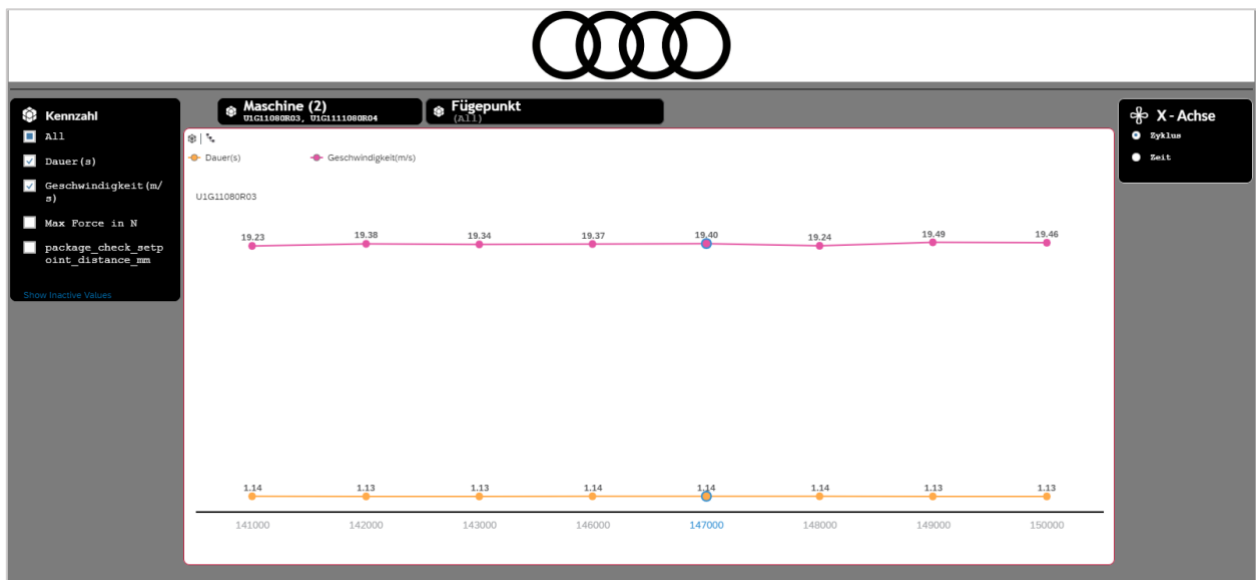 Kennzahl
All
Dauer(s)
Geschwindigkeit(m/
s)
Max Force in N
package_check_setp
oint_distance_mm
Show Inactive Values
Maschine (2)
U1G11080R03, U1G1111080R04
Fügepunkt
(All)
X - Achse
Zyklus
Zeit
Dauer(s) Geschwindigkeit(m/s)
U1G11080R03
19.23 19.38 19.34 19.37 19.40 19.24 19.49 19.46
1.14 1.13 1.13 1.14 1.14 1.14 1.13 1.13
141000 142000 143000 146000 147000 148000 149000 150000